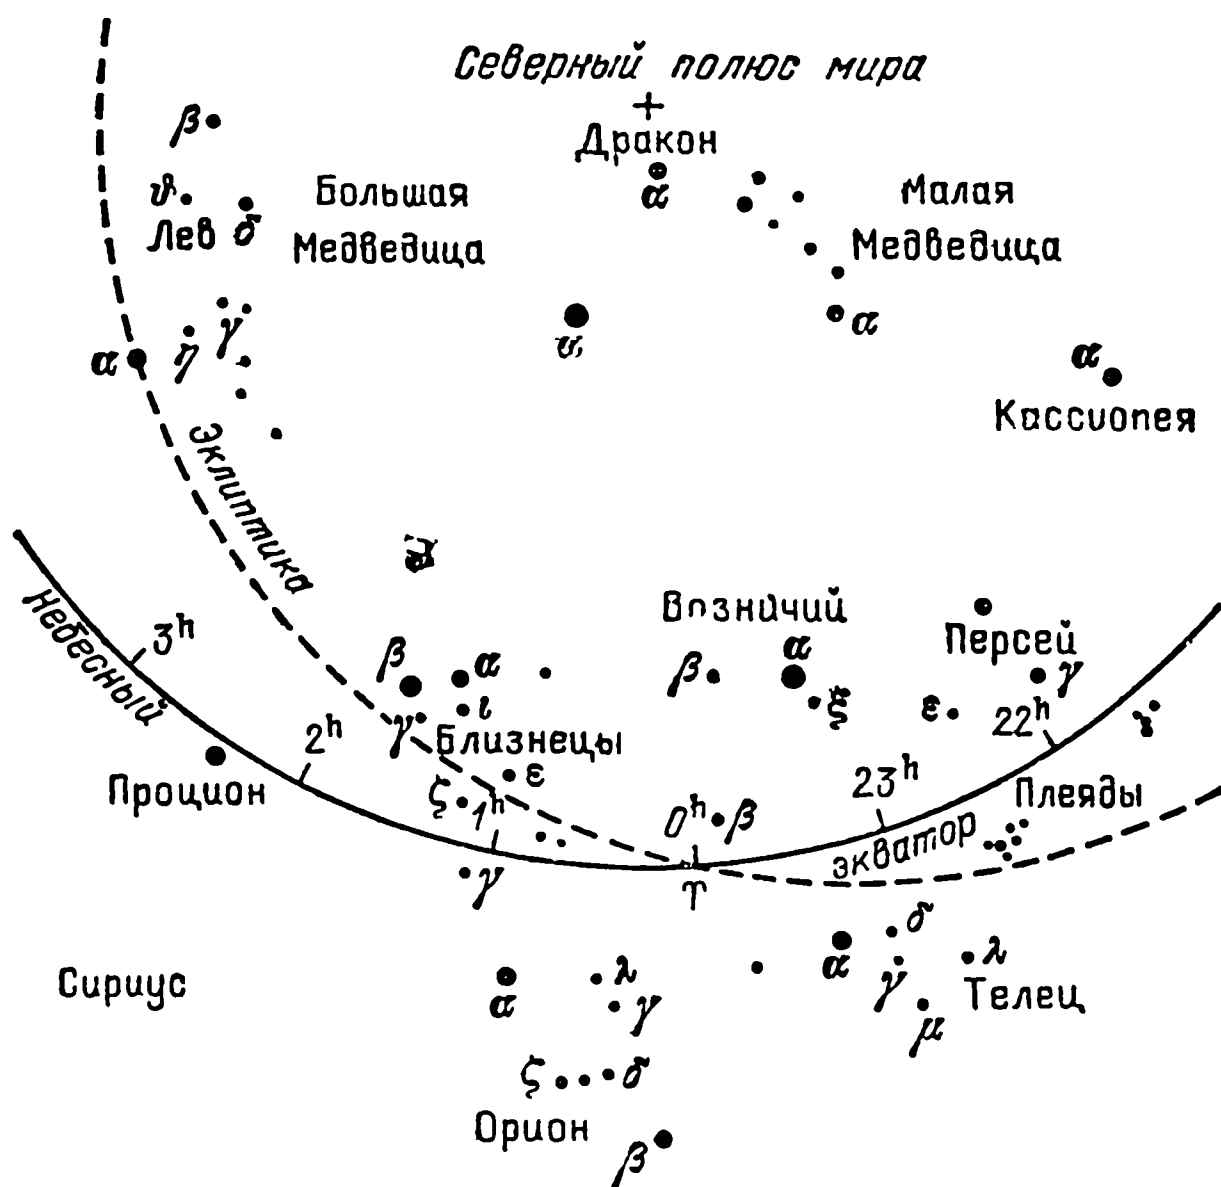 Северный полюс мира
β
Дракон
α
ϑ
Лев δ
Большая
Медведица
Малая
Медведица
α
α
η
γ
α
Кассиопея
Эклиптика
Небесный
3ʰ
2ʰ
1ʰ
0ʰ
23ʰ
22ʰ
экватор
Возничий
β
α
ξ
Персей
γ
ε
β
α
γ
ι
Близнецы
ε
ζ
Процион
β
Плеяды
γ
♈
δ
α
λ
γ
Телец
μ
Сириус
α
λ
γ
ζ
δ
Орион
β